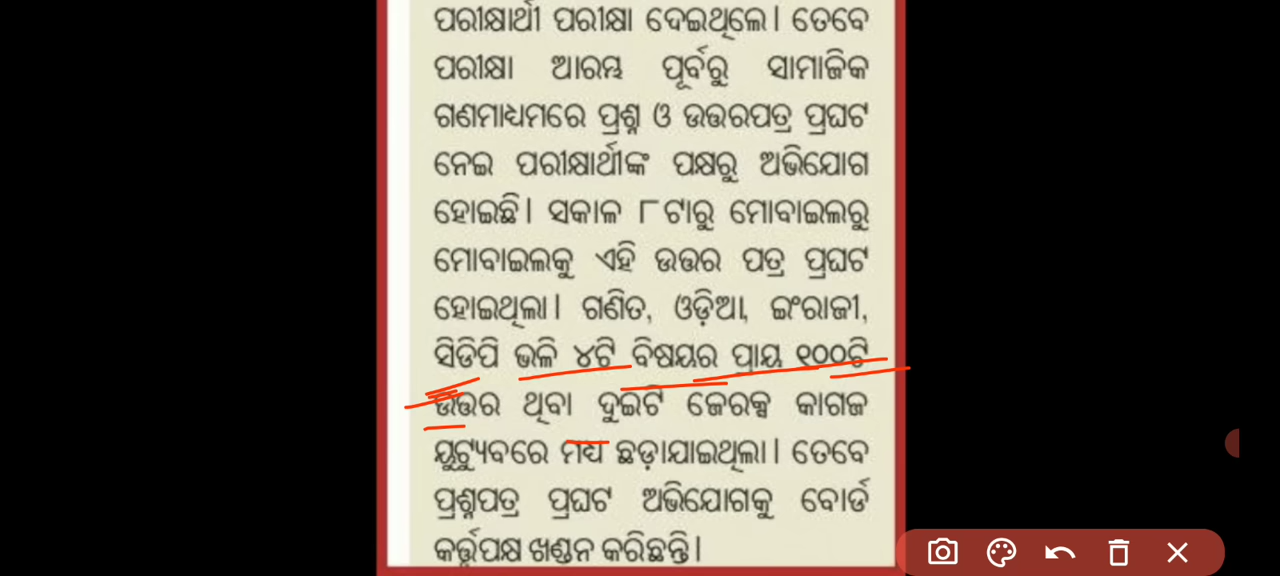 ପରୀକ୍ଷାର୍ଥୀ ପରୀକ୍ଷା ଦେଇଥିଲେ। ତେବେ
ପରୀକ୍ଷା ଆରମ୍ଭ ପୂର୍ବରୁ ସାମାଜିକ
ଗଣମାଧ୍ୟମରେ ପ୍ରଶ୍ନ ଓ ଉତ୍ତରପତ୍ର ପ୍ରଘଟ
ନେଇ ପରୀକ୍ଷାର୍ଥୀଙ୍କ ପକ୍ଷରୁ ଅଭିଯୋଗ
ହୋଇଛି। ସକାଳ ୮ଟାରୁ ମୋବାଇଲରୁ
ମୋବାଇଲକୁ ଏହି ଉତ୍ତର ପତ୍ର ପ୍ରଘଟ
ହୋଇଥିଲା। ଗଣିତ, ଓଡ଼ିଆ, ଇଂରାଜୀ,
ସିଡିପି ଭଳି ୪ଟି ବିଷୟର ପ୍ରାୟ ୧୦୦ଟି
ଉତ୍ତର ଥିବା ଦୁଇଟି ଜେରକ୍ସ କାଗଜ
ୟୁଟ୍ୟୁବରେ ମଧ୍ୟ ଛଡ଼ାଯାଇଥିଲା। ତେବେ
ପ୍ରଶ୍ନପତ୍ର ପ୍ରଘଟ ଅଭିଯୋଗକୁ ବୋର୍ଡ
କର୍ତ୍ତୃପକ୍ଷ ଖଣ୍ଡନ କରିଛନ୍ତି।